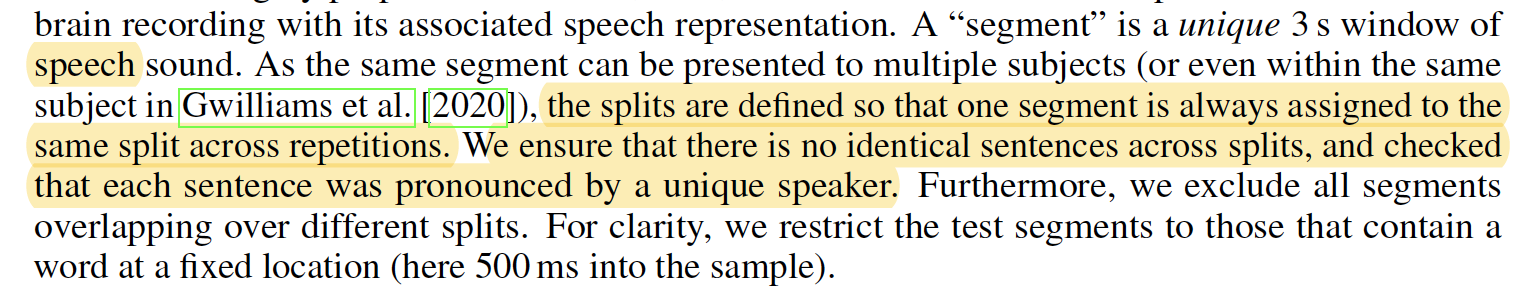 brain recording with its associated speech representation. A “segment” is a unique 3 s window of
speech sound. As the same segment can be presented to multiple subjects (or even within the same
subject in Gwilliams et al. [2020]), the splits are defined so that one segment is always assigned to the
same split across repetitions. We ensure that there is no identical sentences across splits, and checked
that each sentence was pronounced by a unique speaker. Furthermore, we exclude all segments
overlapping over different splits. For clarity, we restrict the test segments to those that contain a
word at a fixed location (here 500 ms into the sample).